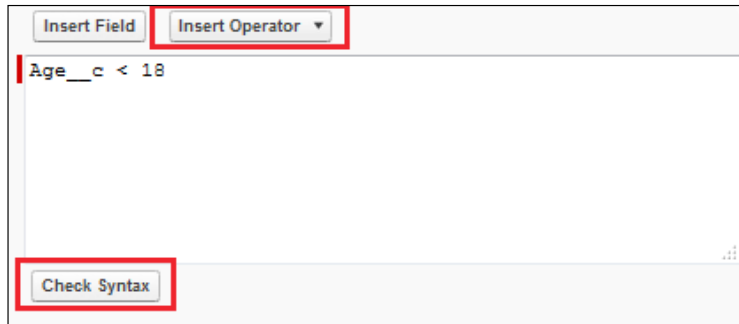 Insert Field Insert Operator
Age__c < 18
Check Syntax